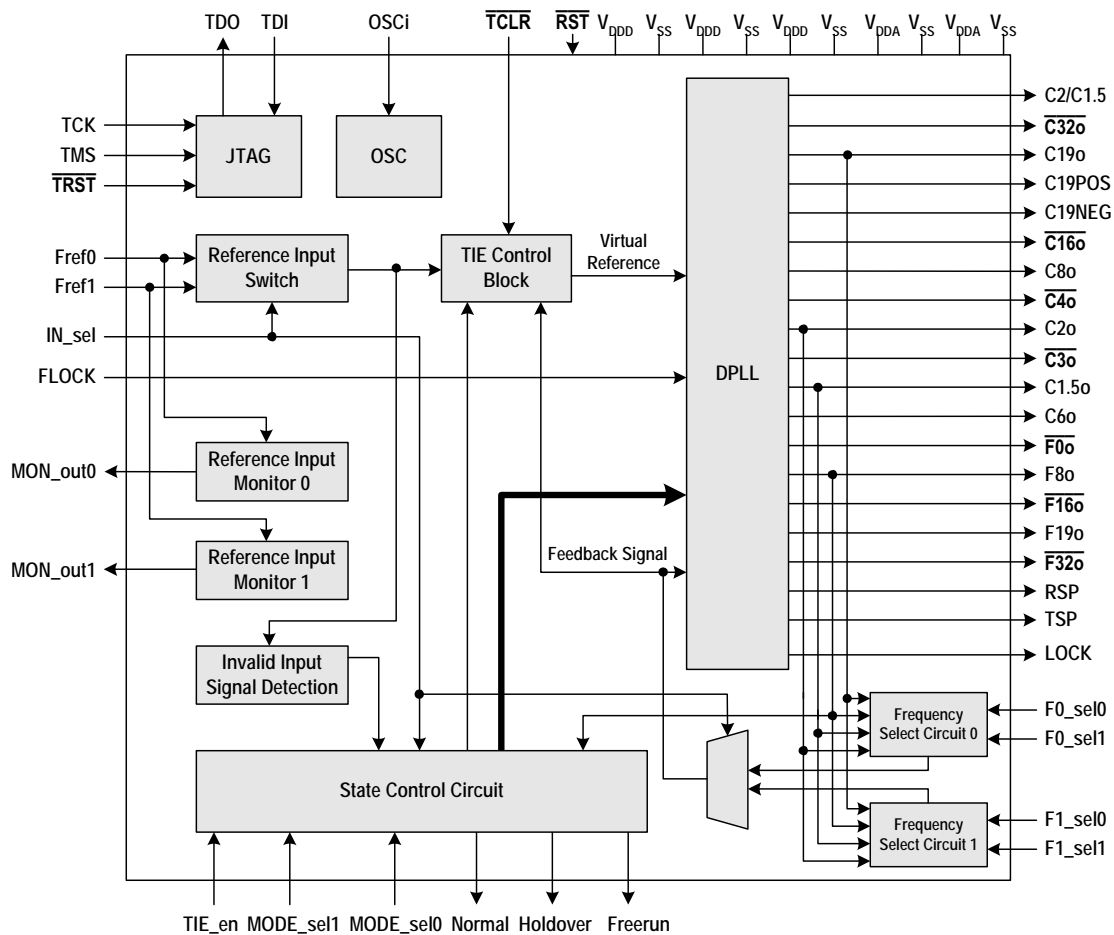 TDO TDI OSCi TCLR RST VDDD VSS VDDD VSS VDDD VSS VDDA VSS VDDA VSS
TCK
TMS
TRST
JTAG
OSC
Fref0
Fref1
IN_sel
FLOCK
MON_out0
MON_out1
Reference Input
Switch
TIE Control
Block
Virtual
Reference
Reference Input
Monitor 0
Reference Input
Monitor 1
Feedback Signal
Invalid Input
Signal Detection
State Control Circuit
DPLL
C2/C1.5
C32o
C19o
C19POS
C19NEG
C16o
C8o
C4o
C2o
C3o
C1.5o
C6o
F0o
F8o
F16o
F19o
F32o
RSP
TSP
LOCK
Frequency
Select Circuit 0
F0_sel0
F0_sel1
Frequency
Select Circuit 1
F1_sel0
F1_sel1
TIE_en MODE_sel1 MODE_sel0 Normal Holdover Freerun